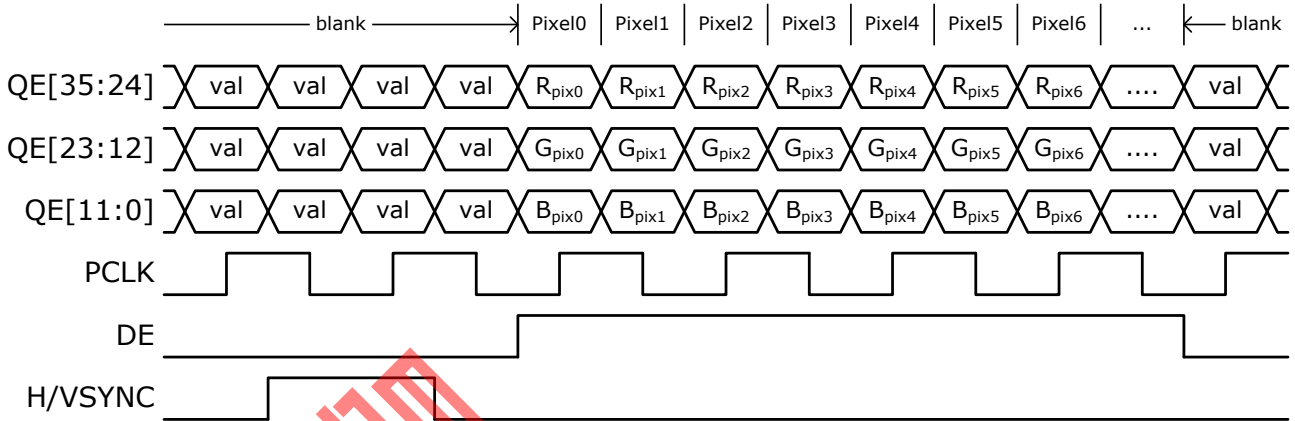 blank Pixel0 Pixel1 Pixel2 Pixel3 Pixel4 Pixel5 Pixel6 ... blank
QE[35:24] val val val val Rpix0 Rpix1 Rpix2 Rpix3 Rpix4 Rpix5 Rpix6 .... val
QE[23:12] val val val val Gpix0 Gpix1 Gpix2 Gpix3 Gpix4 Gpix5 Gpix6 .... val
QE[11:0] val val val val Bpix0 Bpix1 Bpix2 Bpix3 Bpix4 Bpix5 Bpix6 .... val
PCLK
DE
H/VSYNC